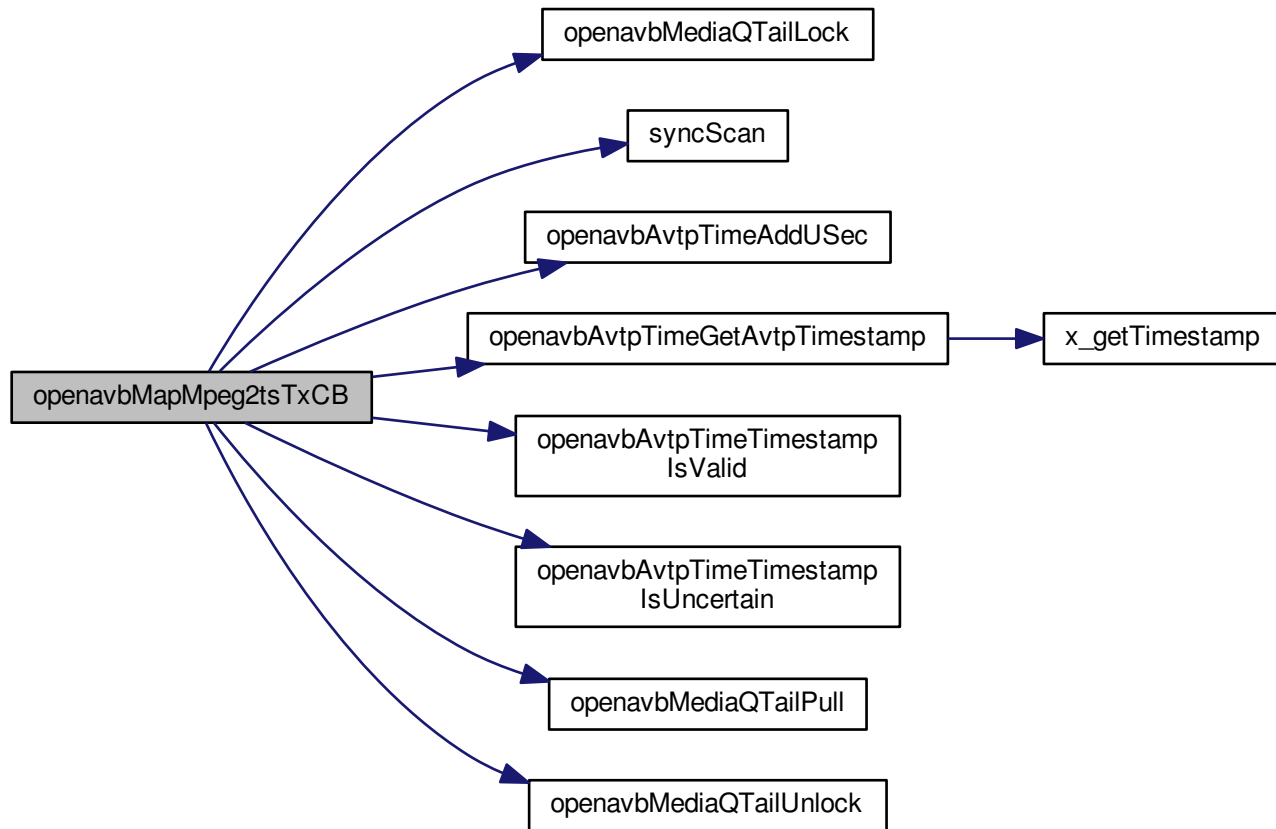 openavbMediaQTailLock
syncScan
openavbAvtpTimeAddUSec
openavbAvtpTimeGetAvtpTimestamp
x_getTimestamp
openavbMapMpeg2tsTxCB
openavbAvtpTimeTimestamp
IsValid
openavbAvtpTimeTimestamp
IsUncertain
openavbMediaQTailPull
openavbMediaQTailUnlock